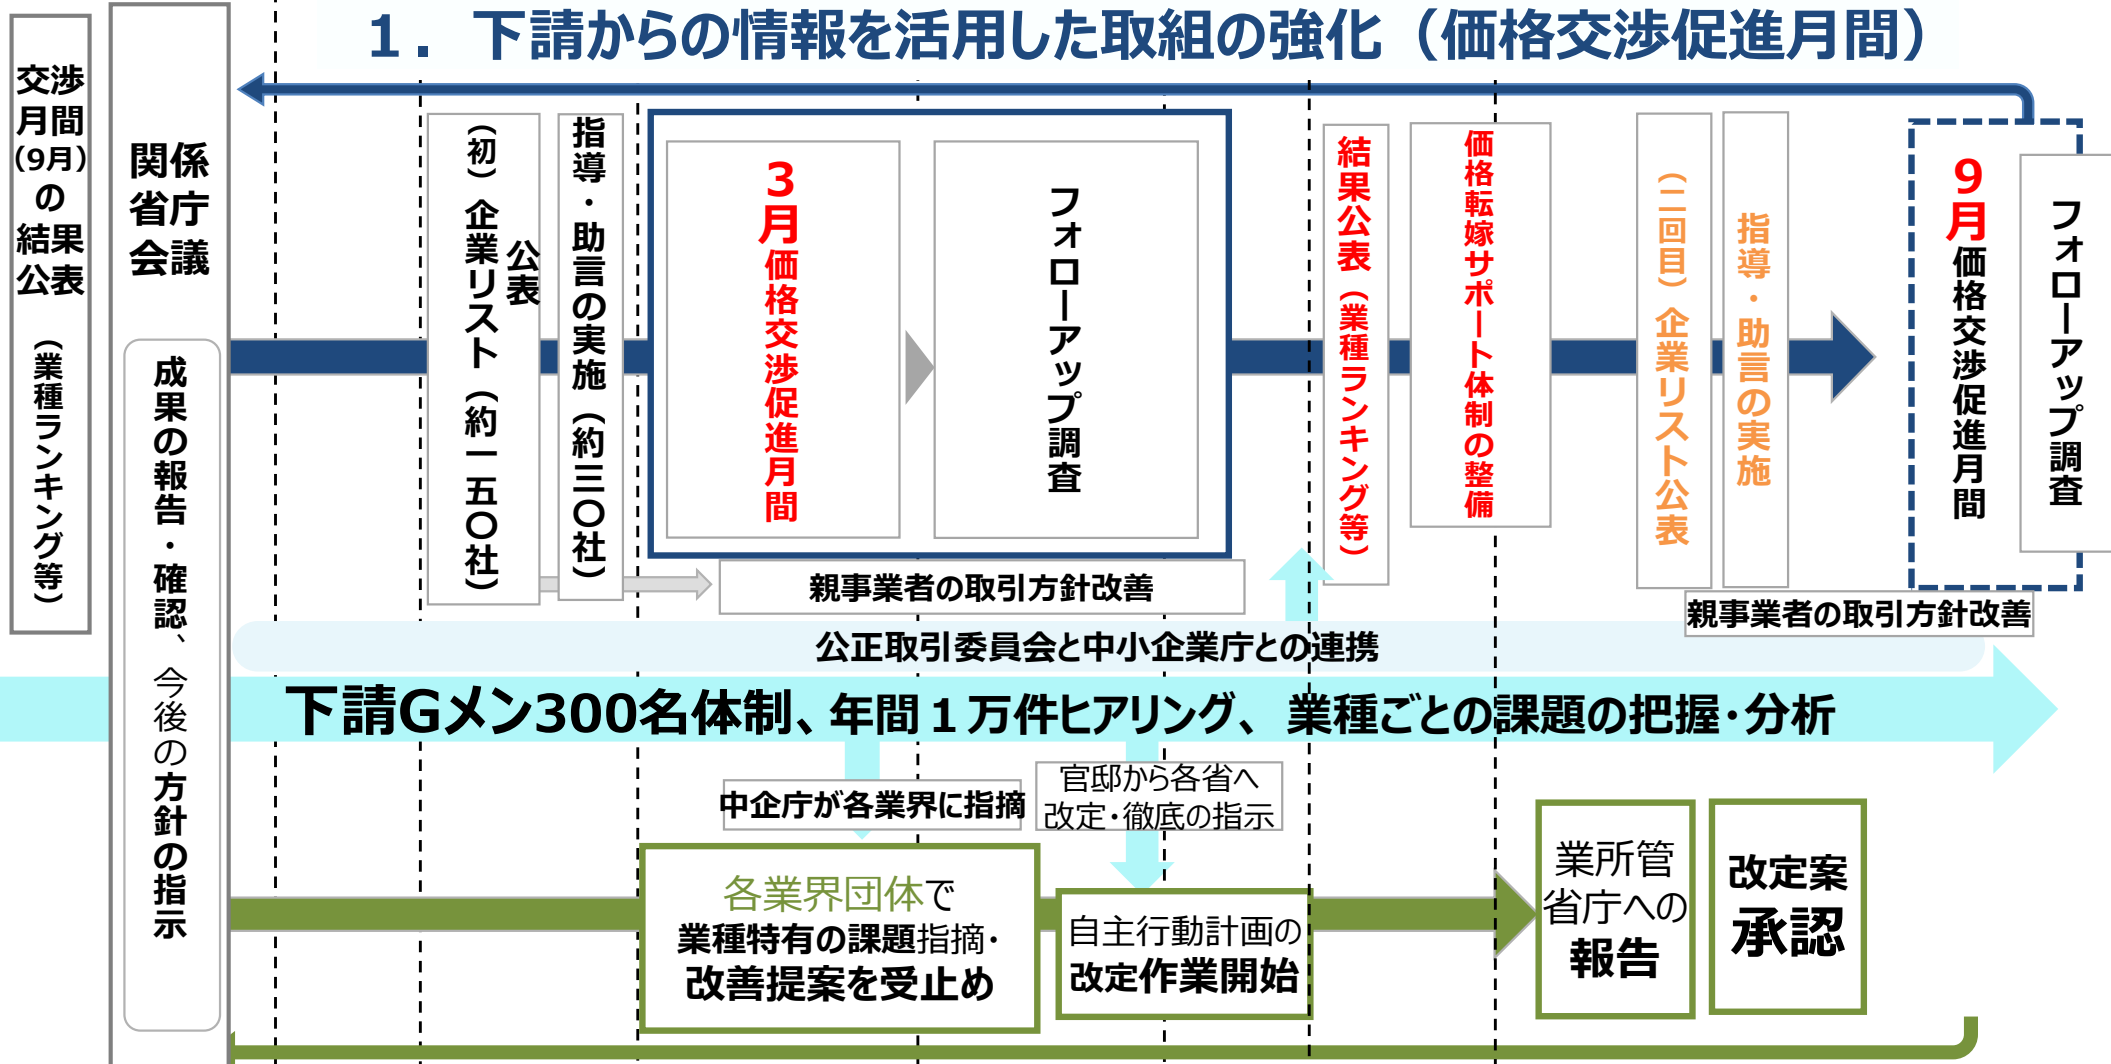 １．下請からの情報を活用した取組の強化（価格交渉促進月間）
交渉
月間
（9月）
の
結果
公表
（業種ランキング等）
関係
省庁
会議
成果の報告・確認、今後の方針の指示
（初）企業リスト（約一五〇社）
公表
指導・助言の実施（約三〇社）
３月価格交渉促進月間
フォローアップ調査
結果公表（業種ランキング等）
価格転嫁サポート体制の整備
（二回目）企業リスト公表
指導・助言の実施
９月価格交渉促進月間
フォローアップ調査
親事業者の取引方針改善
親事業者の取引方針改善
公正取引委員会と中小企業庁との連携
下請Gメン300名体制、年間１万件ヒアリング、業種ごとの課題の把握・分析
中企庁が各業界に指摘
官邸から各省へ
改定・徹底の指示
各業界団体で
業種特有の課題指摘・
改善提案を受止め
自主行動計画の
改定作業開始
業所管
省庁への
報告
改定案
承認